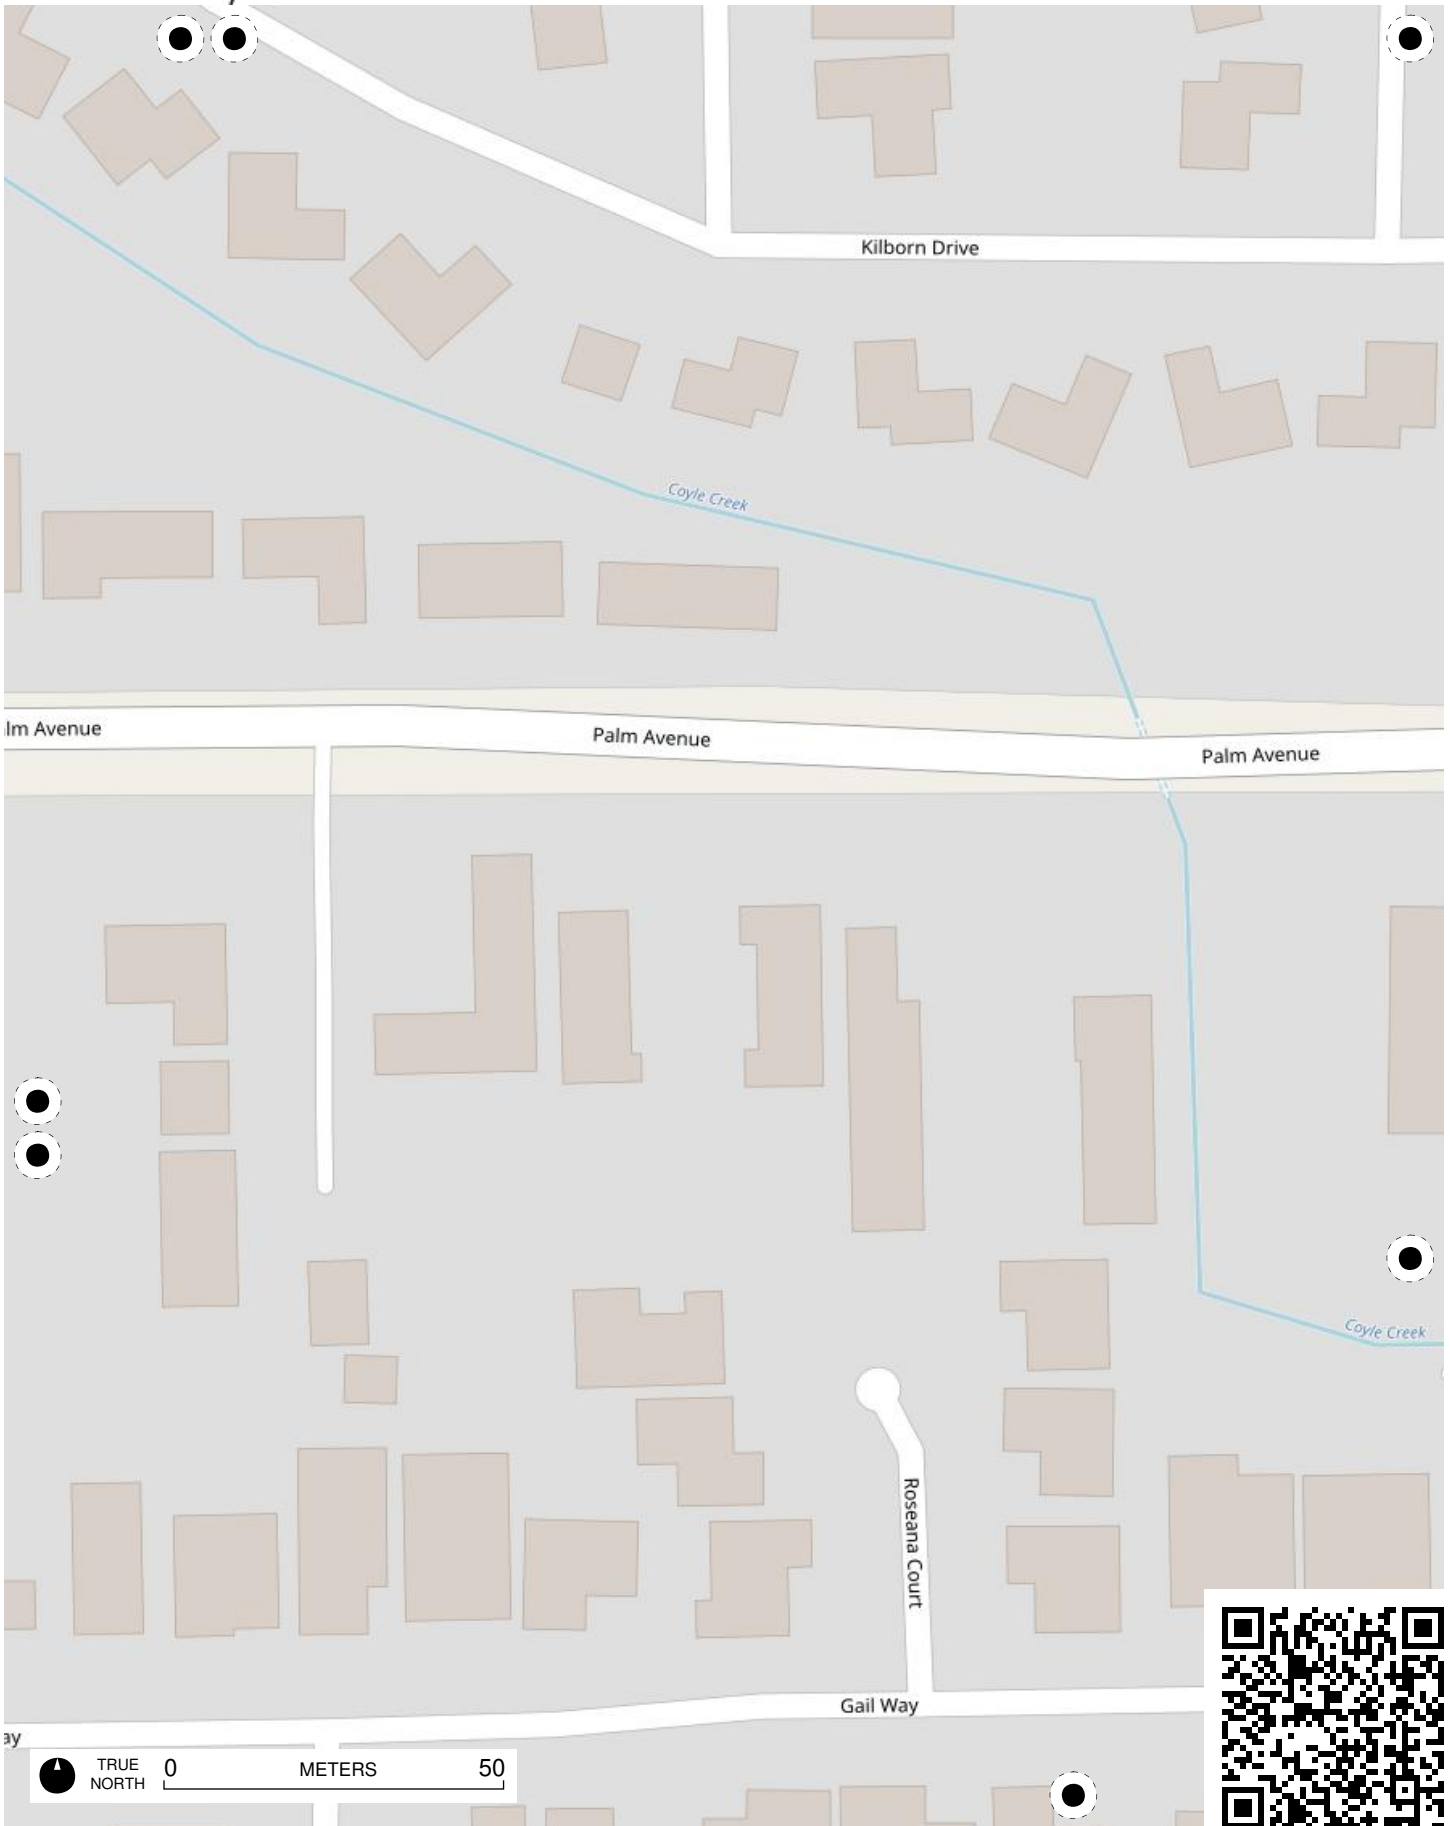 Kilborn Drive
Coyle Creek
lm Avenue
Palm Avenue
Palm Avenue
Coyle Creek
Roseana Court
Gail Way
ay
TRUE
NORTH
0 METERS 50